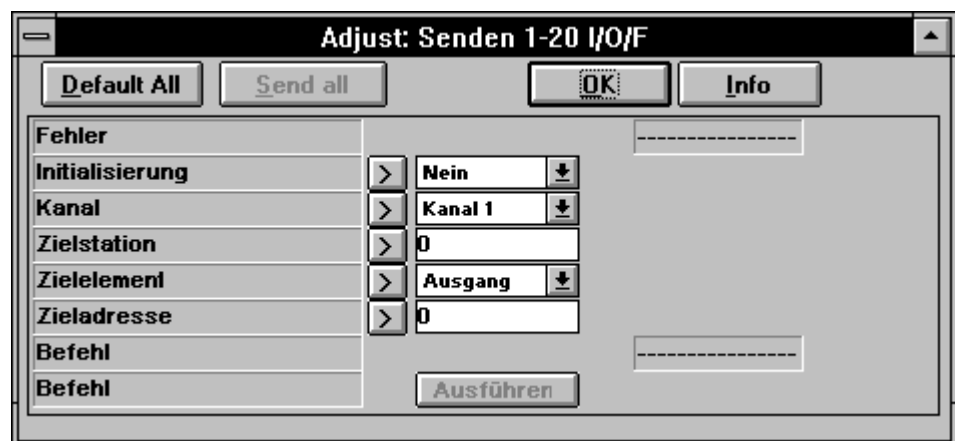 Adjust: Senden 1-20 I/O/F
Default All Send all OK Info
Fehler ---------------
Initialisierung > Nein
Kanal > Kanal 1
Zielstation > 0
Zielelement > Ausgang
Zieladresse > 0
Befehl ---------------
Befehl Ausführen